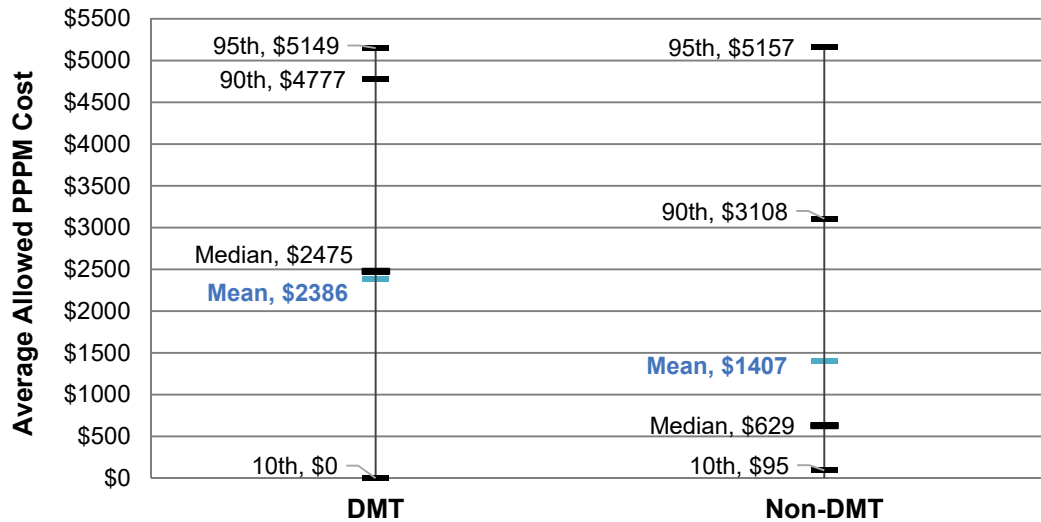 Average Allowed PPPM Cost
$5500
$5000
$4500
$4000
$3500
$3000
$2500
$2000
$1500
$1000
$500
$0
95th, $5149
90th, $4777
Median, $2475
Mean, $2386
10th, $0
95th, $5157
90th, $3108
Mean, $1407
Median, $629
10th, $95
DMT
Non-DMT